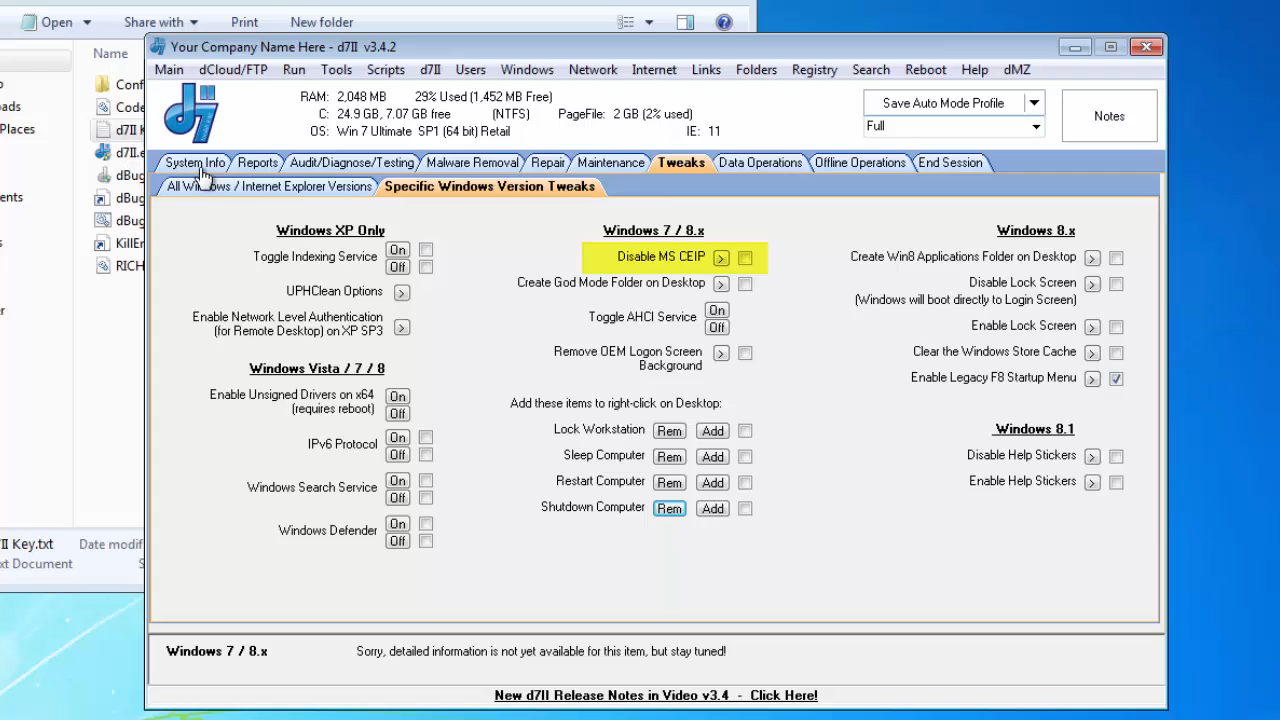 Open
Share with
Print
New folder
Name
Conf
Code
d7II K
d7II.e
dBug
dBug
dBug
KillEn
RICH
oads
Places
ents
7II Key.txt
Date modif
xt Document
Your Company Name Here - d7II v3.4.2
Main dCloud/FTP Run Tools Scripts d7II Users Windows Network Internet Links Folders Registry Search Reboot Help dMZ
RAM: 2,048 MB 29% Used (1,452 MB Free)
C: 24.9 GB, 7.07 GB free (NTFS) PageFile: 2 GB (2% used)
OS: Win 7 Ultimate SP1 (64 bit) Retail IE: 11
Save Auto Mode Profile
Full
Notes
System Info Reports Audit/Diagnose/Testing Malware Removal Repair Maintenance Tweaks Data Operations Offline Operations End Session
All Windows / Internet Explorer Versions Specific Windows Version Tweaks
Windows XP Only
Toggle Indexing Service On
Off
UPHClean Options >
Enable Network Level Authentication
(for Remote Desktop) on XP SP3 >
Windows Vista / 7 / 8
Enable Unsigned Drivers on x64 On
(requires reboot) Off
IPv6 Protocol On
Off
Windows Search Service On
Off
Windows Defender On
Off
Windows 7 / 8.x
Disable MS CEIP >
Create God Mode Folder on Desktop >
Toggle AHCI Service On
Off
Remove OEM Logon Screen >
Background
Add these items to right-click on Desktop:
Lock Workstation Rem Add
Sleep Computer Rem Add
Restart Computer Rem Add
Shutdown Computer Rem Add
Windows 8.x
Create Win8 Applications Folder on Desktop >
Disable Lock Screen >
(Windows will boot directly to Login Screen)
Enable Lock Screen >
Clear the Windows Store Cache >
Enable Legacy F8 Startup Menu >
Windows 8.1
Disable Help Stickers >
Enable Help Stickers >
Windows 7 / 8.x Sorry, detailed information is not yet available for this item, but stay tuned!
New d7II Release Notes in Video v3.4 - Click Here!